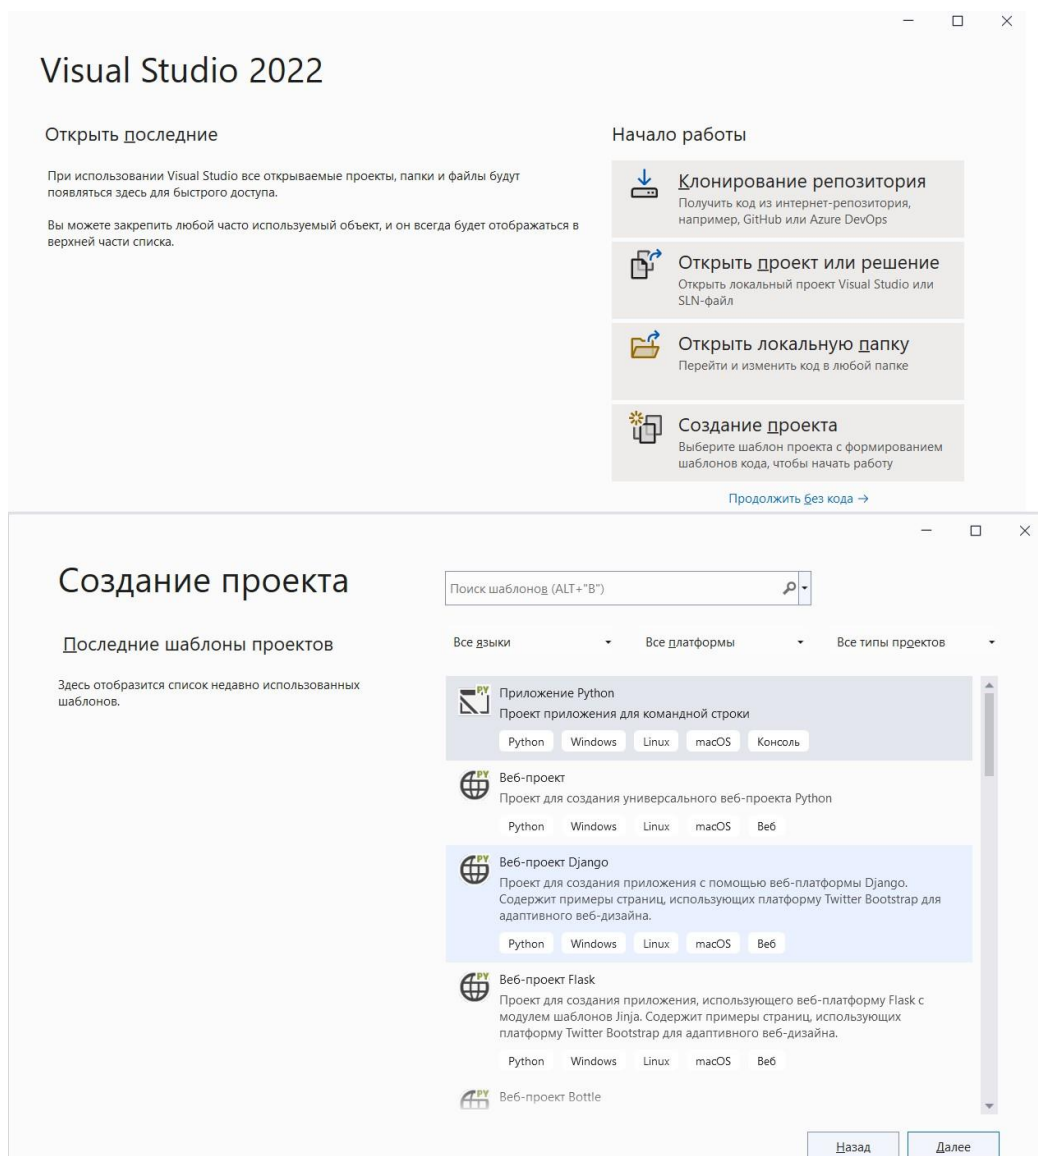 Visual Studio 2022
Открыть последние
При использовании Visual Studio все открываемые проекты, папки и файлы будут
появляться здесь для быстрого доступа.
Вы можете закрепить любой часто используемый объект, и он всегда будет отображаться в
верхней части списка.
Начало работы
Клонирование репозитория
Получить код из интернет-репозитория,
например, GitHub или Azure DevOps
Открыть проект или решение
Открыть локальный проект Visual Studio или
SLN-файл
Открыть локальную папку
Перейти и изменить код в любой папке
Создание проекта
Выберите шаблон проекта с формированием
шаблонов кода, чтобы начать работу
Продолжить без кода →
Создание проекта
Последние шаблоны проектов
Здесь отобразится список недавно использованных
шаблонов.
Поиск шаблонов (ALT+"B")
Все языки Все платформы Все типы проектов
Приложение Python
Проект приложения для командной строки
Python Windows Linux macOS Консоль
Веб-проект
Проект для создания универсального веб-проекта Python
Python Windows Linux macOS Веб
Веб-проект Django
Проект для создания приложения с помощью веб-платформы Django.
Содержит примеры страниц, использующих платформу Twitter Bootstrap для
адаптивного веб-дизайна.
Python Windows Linux macOS Веб
Веб-проект Flask
Проект для создания приложения, использующего веб-платформу Flask с
модулем шаблонов Jinja. Содержит примеры страниц, использующих
платформу Twitter Bootstrap для адаптивного веб-дизайна.
Python Windows Linux macOS Веб
Веб-проект Bottle
Назад Далее
PY
PY
PY
PY
PY